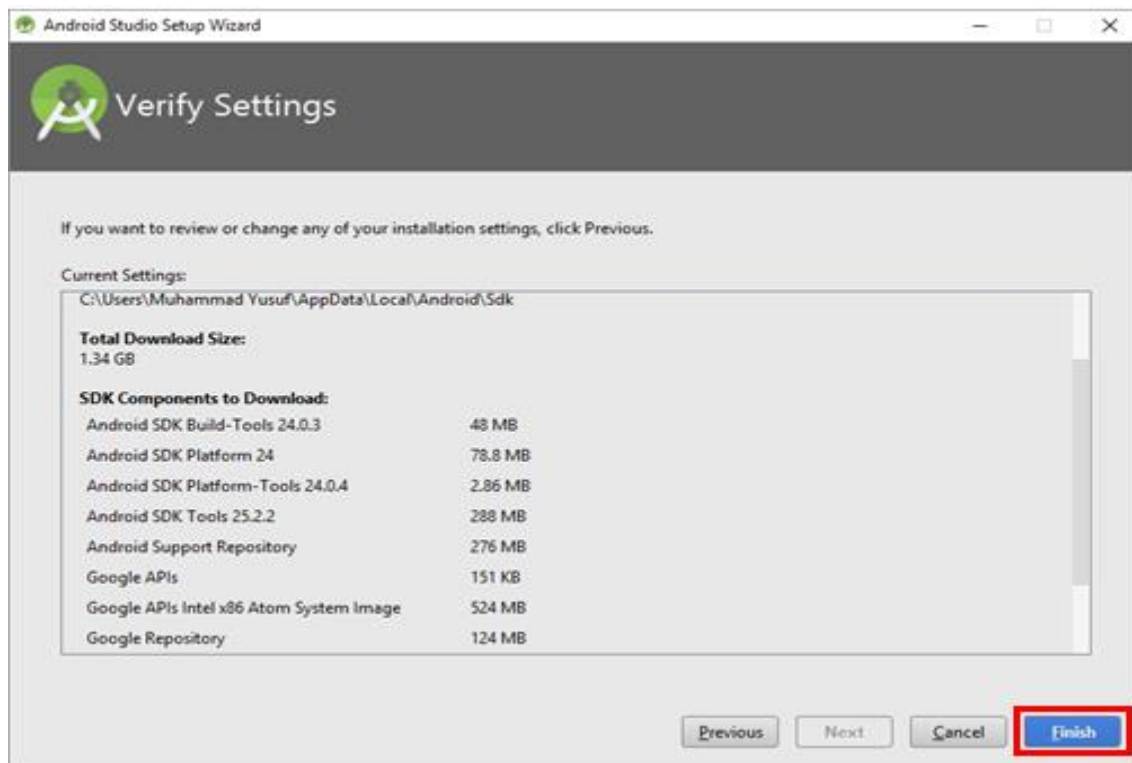 Android Studio Setup Wizard
Verify Settings
If you want to review or change any of your installation settings, click Previous.
Current Settings:
C:\Users\Muhammad Yusuf\AppData\Local\Android\Sdk
Total Download Size:
1.34 GB
SDK Components to Download:
Android SDK Build-Tools 24.0.3 48 MB
Android SDK Platform 24 78.8 MB
Android SDK Platform-Tools 24.0.4 2.86 MB
Android SDK Tools 25.2.2 288 MB
Android Support Repository 276 MB
Google APIs 151 KB
Google APIs Intel x86 Atom System Image 524 MB
Google Repository 124 MB
Previous Next Cancel Finish